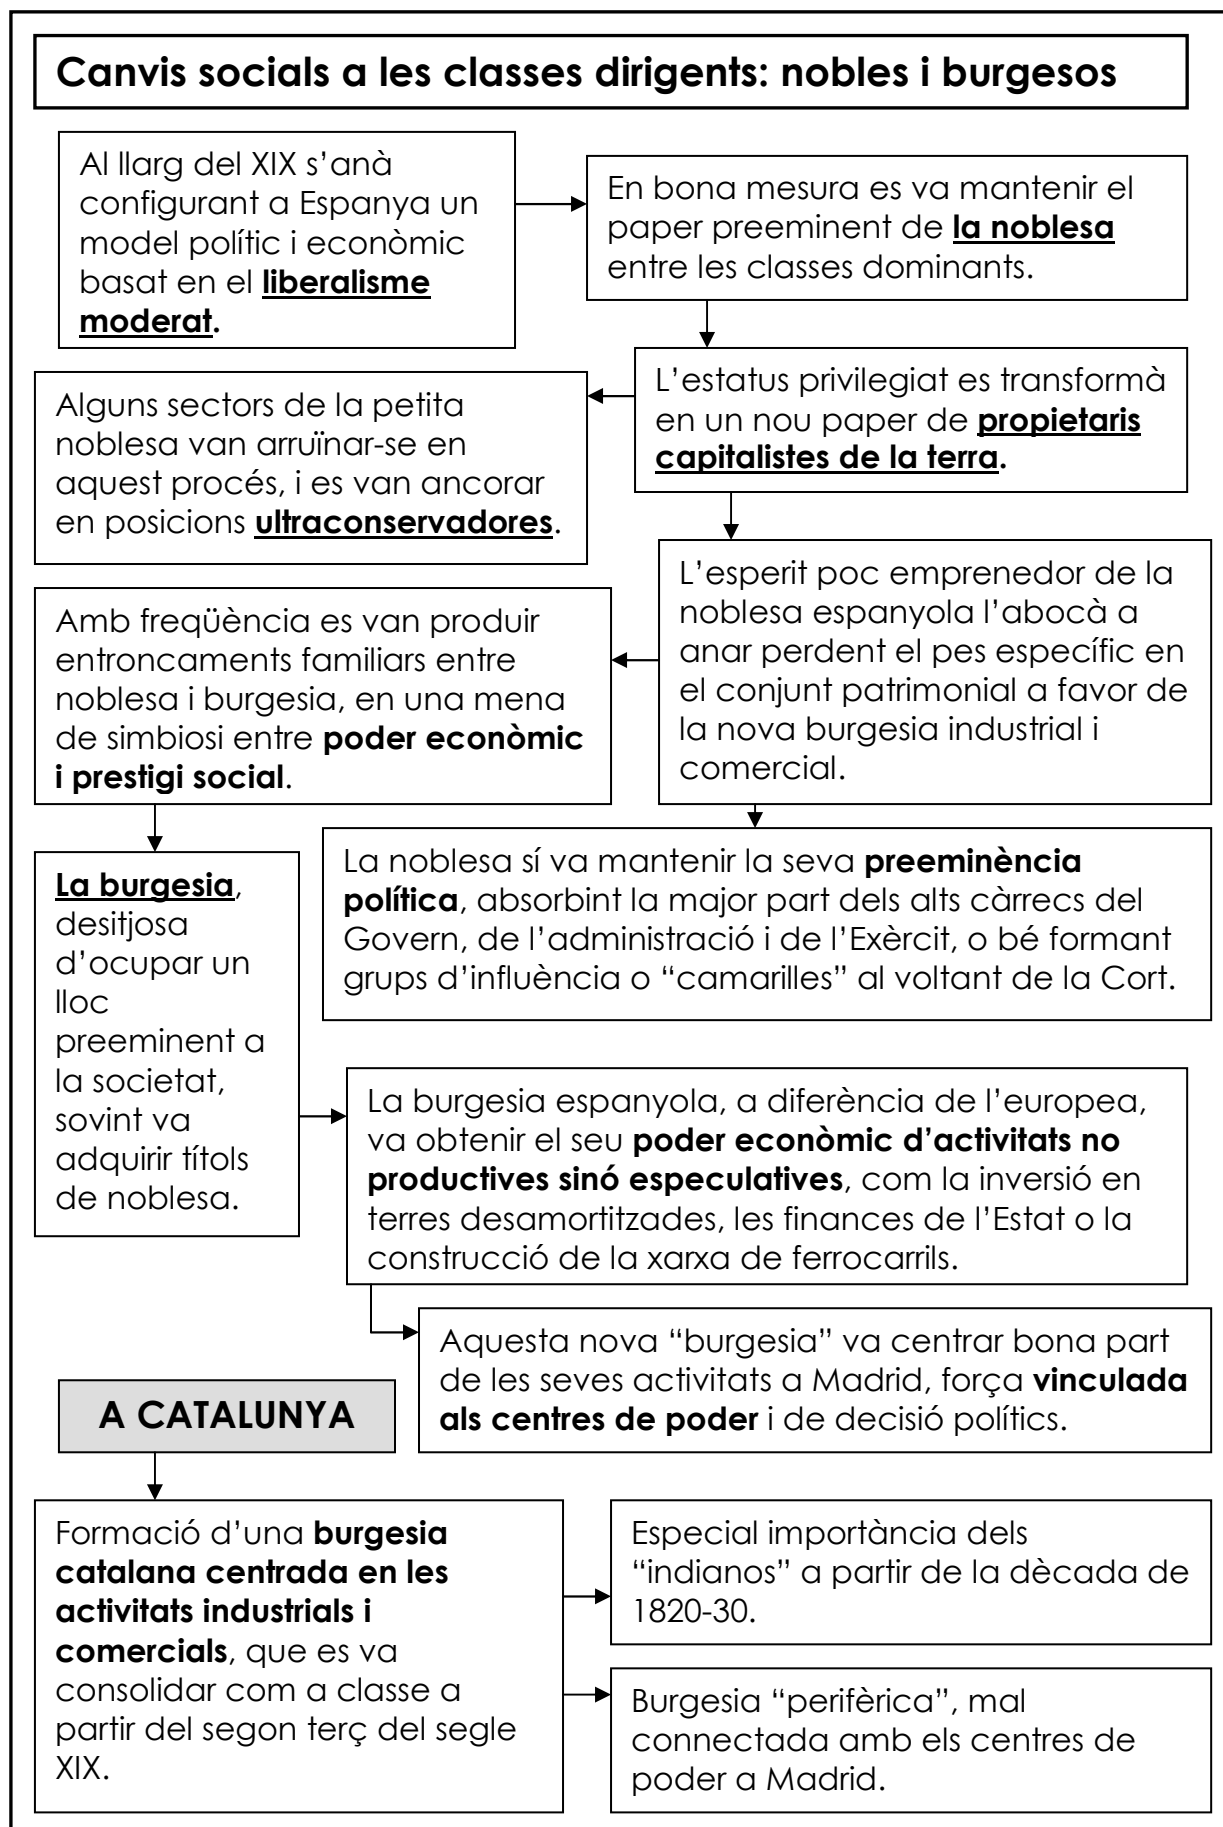 Canvis socials a les classes dirigents: nobles i burgesos
Al llarg del XIX s’anà
configurant a Espanya un
model polític i econòmic
basat en el liberalisme
moderat.
En bona mesura es va mantenir el
paper preeminent de la noblesa
entre les classes dominants.
L’estatus privilegiat es transformà
en un nou paper de propietaris
capitalistes de la terra.
Alguns sectors de la petita
noblesa van arruïnar-se en
aquest procés, i es van ancorar
en posicions ultraconservadores.
L’esperit poc emprenedor de la
noblesa espanyola l’abocà a
anar perdent el pes específic en
el conjunt patrimonial a favor de
la nova burgesia industrial i
comercial.
Amb freqüència es van produir
entroncaments familiars entre
noblesa i burgesia, en una mena
de simbiosi entre poder econòmic
i prestigi social.
La noblesa sí va mantenir la seva preeminència
política, absorbint la major part dels alts càrrecs del
Govern, de l’administració i de l’Exèrcit, o bé formant
grups d’influència o “camarilles” al voltant de la Cort.
La burgesia,
desitjosa
d’ocupar un
lloc
preeminent a
la societat,
sovint va
adquirir títols
de noblesa.
La burgesia espanyola, a diferència de l’europea,
va obtenir el seu poder econòmic d’activitats no
productives sinó especulatives, com la inversió en
terres desamortitzades, les finances de l’Estat o la
construcció de la xarxa de ferrocarrils.
Aquesta nova “burgesia” va centrar bona part
de les seves activitats a Madrid, força vinculada
als centres de poder i de decisió polítics.
A CATALUNYA
Formació d’una burgesia
catalana centrada en les
activitats industrials i
comercials, que es va
consolidar com a classe a
partir del segon terç del segle
XIX.
Especial importància dels
“indianos” a partir de la dècada de
1820-30.
Burgesia “perifèrica”, mal
connectada amb els centres de
poder a Madrid.